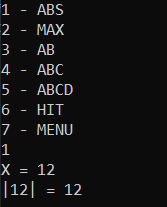 1 - ABS
2 - MAX
3 - AB
4 - ABC
5 - ABCD
6 - HIT
7 - MENU
1
X = 12
|12| = 12